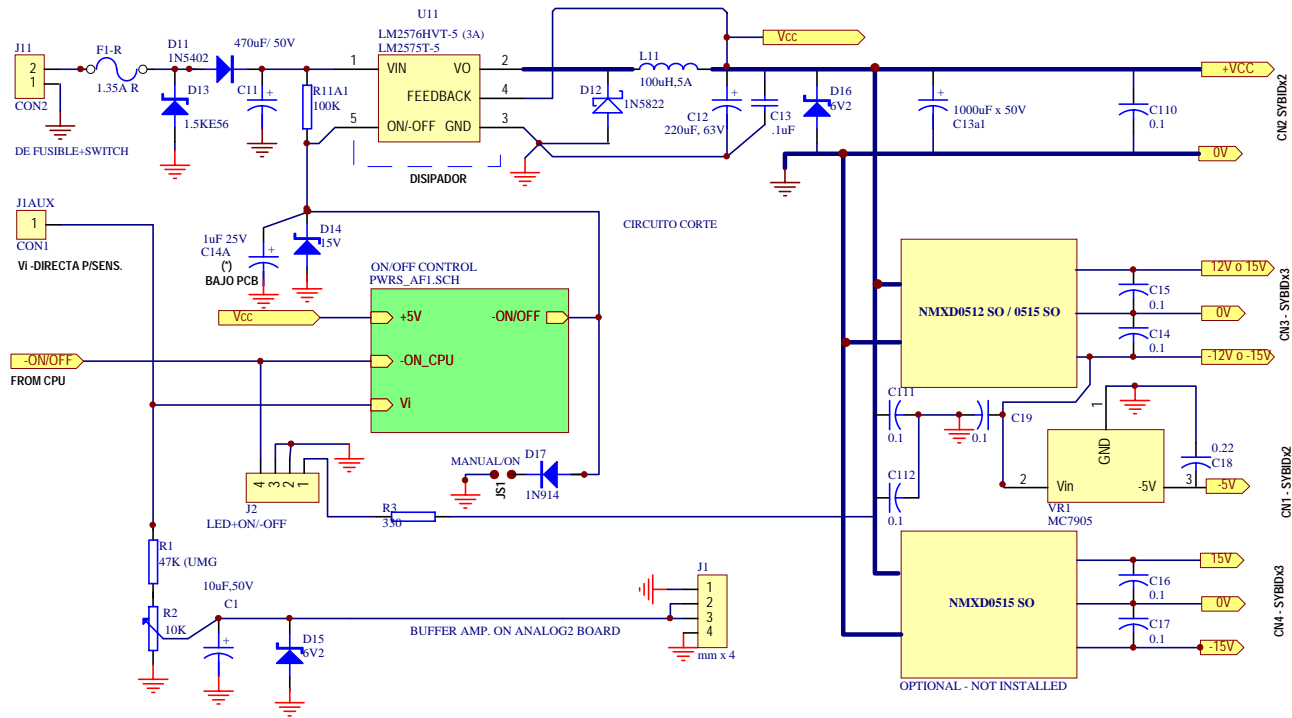 J11
2
1
CON2
F1-R
1.35A R
D11
1N5402
D13
1.5KE56
470uF/ 50V
C11
R11A1
100K
DE FUSIBLE+SWITCH
U11
LM2576HVT-5 (3A)
LM2575T-5
1
VIN
VO
2
FEEDBACK
4
5
ON/-OFF
GND
3
DISIPADOR
L11
100uH,5A
D12
1N5822
Vcc
C12
220uF, 63V
C13
.1uF
D16
6V2
1000uF x 50V
C13a1
C110
0.1
+VCC
0V
CN2 SYBIDx2
J1AUX
1
CON1
Vi -DIRECTA P/SENS.
1uF 25V
C14A
(*)
BAJO PCB
D14
15V
CIRCUITO CORTE
ON/OFF CONTROL
PWRS_AF1.SCH
Vcc
+5V
-ON/OFF
-ON/OFF
-ON_CPU
FROM CPU
Vi
NMXD0512 SO / 0515 SO
C15
0.1
C14
0.1
12V o 15V
0V
-12V o -15V
CN3 - SYBIDx3
C111
0.1
C19
0.1
C112
0.1
1
GND
2
Vin
-5V
3
VR1
MC7905
0.22
C18
-5V
CN1 - SYBIDx2
MANUAL/ON
JS1
D17
1N914
4
3
2
1
J2
LED+ON/-OFF
R3
330
R1
47K (UMG
R2
10K
10uF,50V
C1
D15
6V2
BUFFER AMP. ON ANALOG2 BOARD
J1
1
2
3
4
mm x 4
NMXD0515 SO
C16
0.1
C17
0.1
15V
0V
-15V
CN4 - SYBIDx3
OPTIONAL - NOT INSTALLED